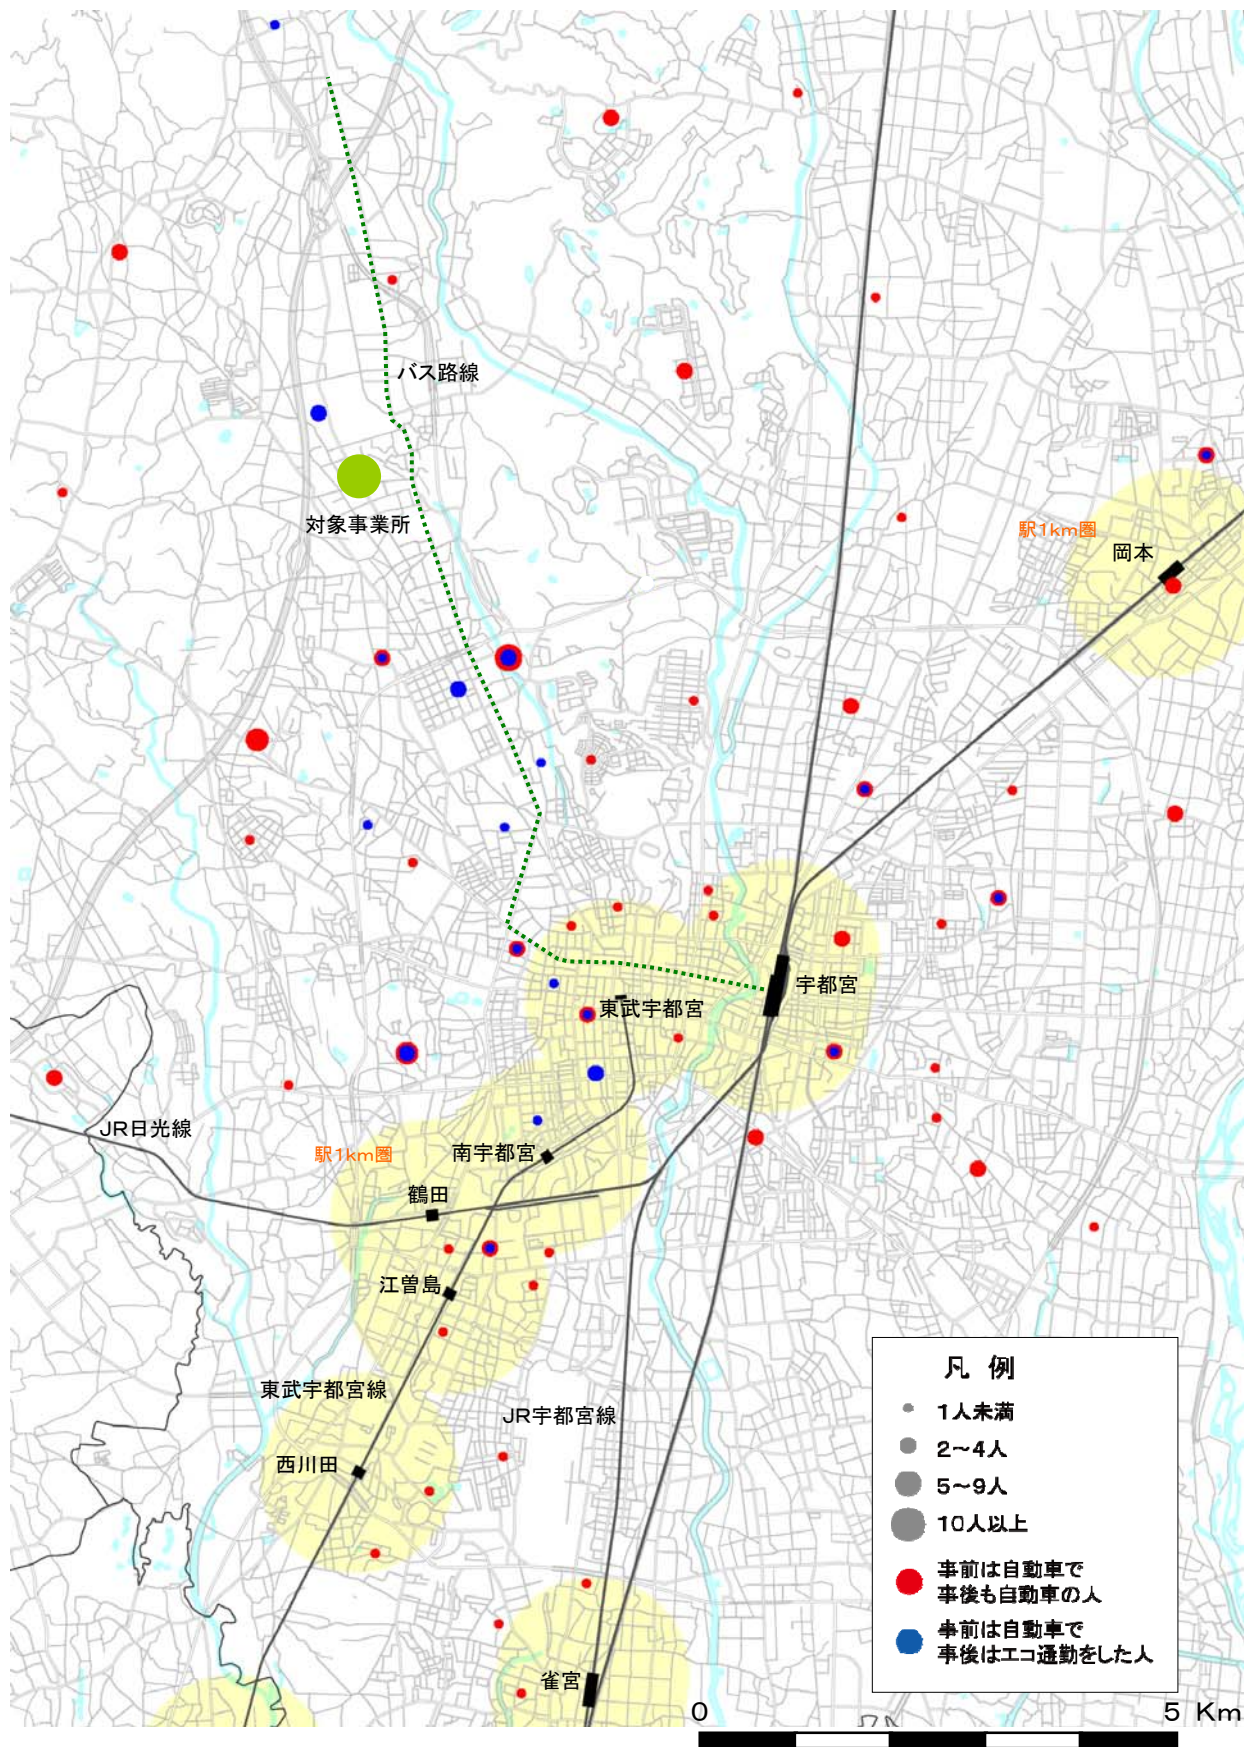 バス路線
対象事業所
駅1km圏
岡本
宇都宮
東武宇都宮
JR日光線
駅1km圏
南宇都宮
鶴田
江曽島
東武宇都宮線
JR宇都宮線
西川田
雀宮
凡 例
1人未満
2～4人
5～9人
10人以上
事前は自動車で
事後も自動車の人
事前は自動車で
事後はエコ通勤をした人
0 5 Km